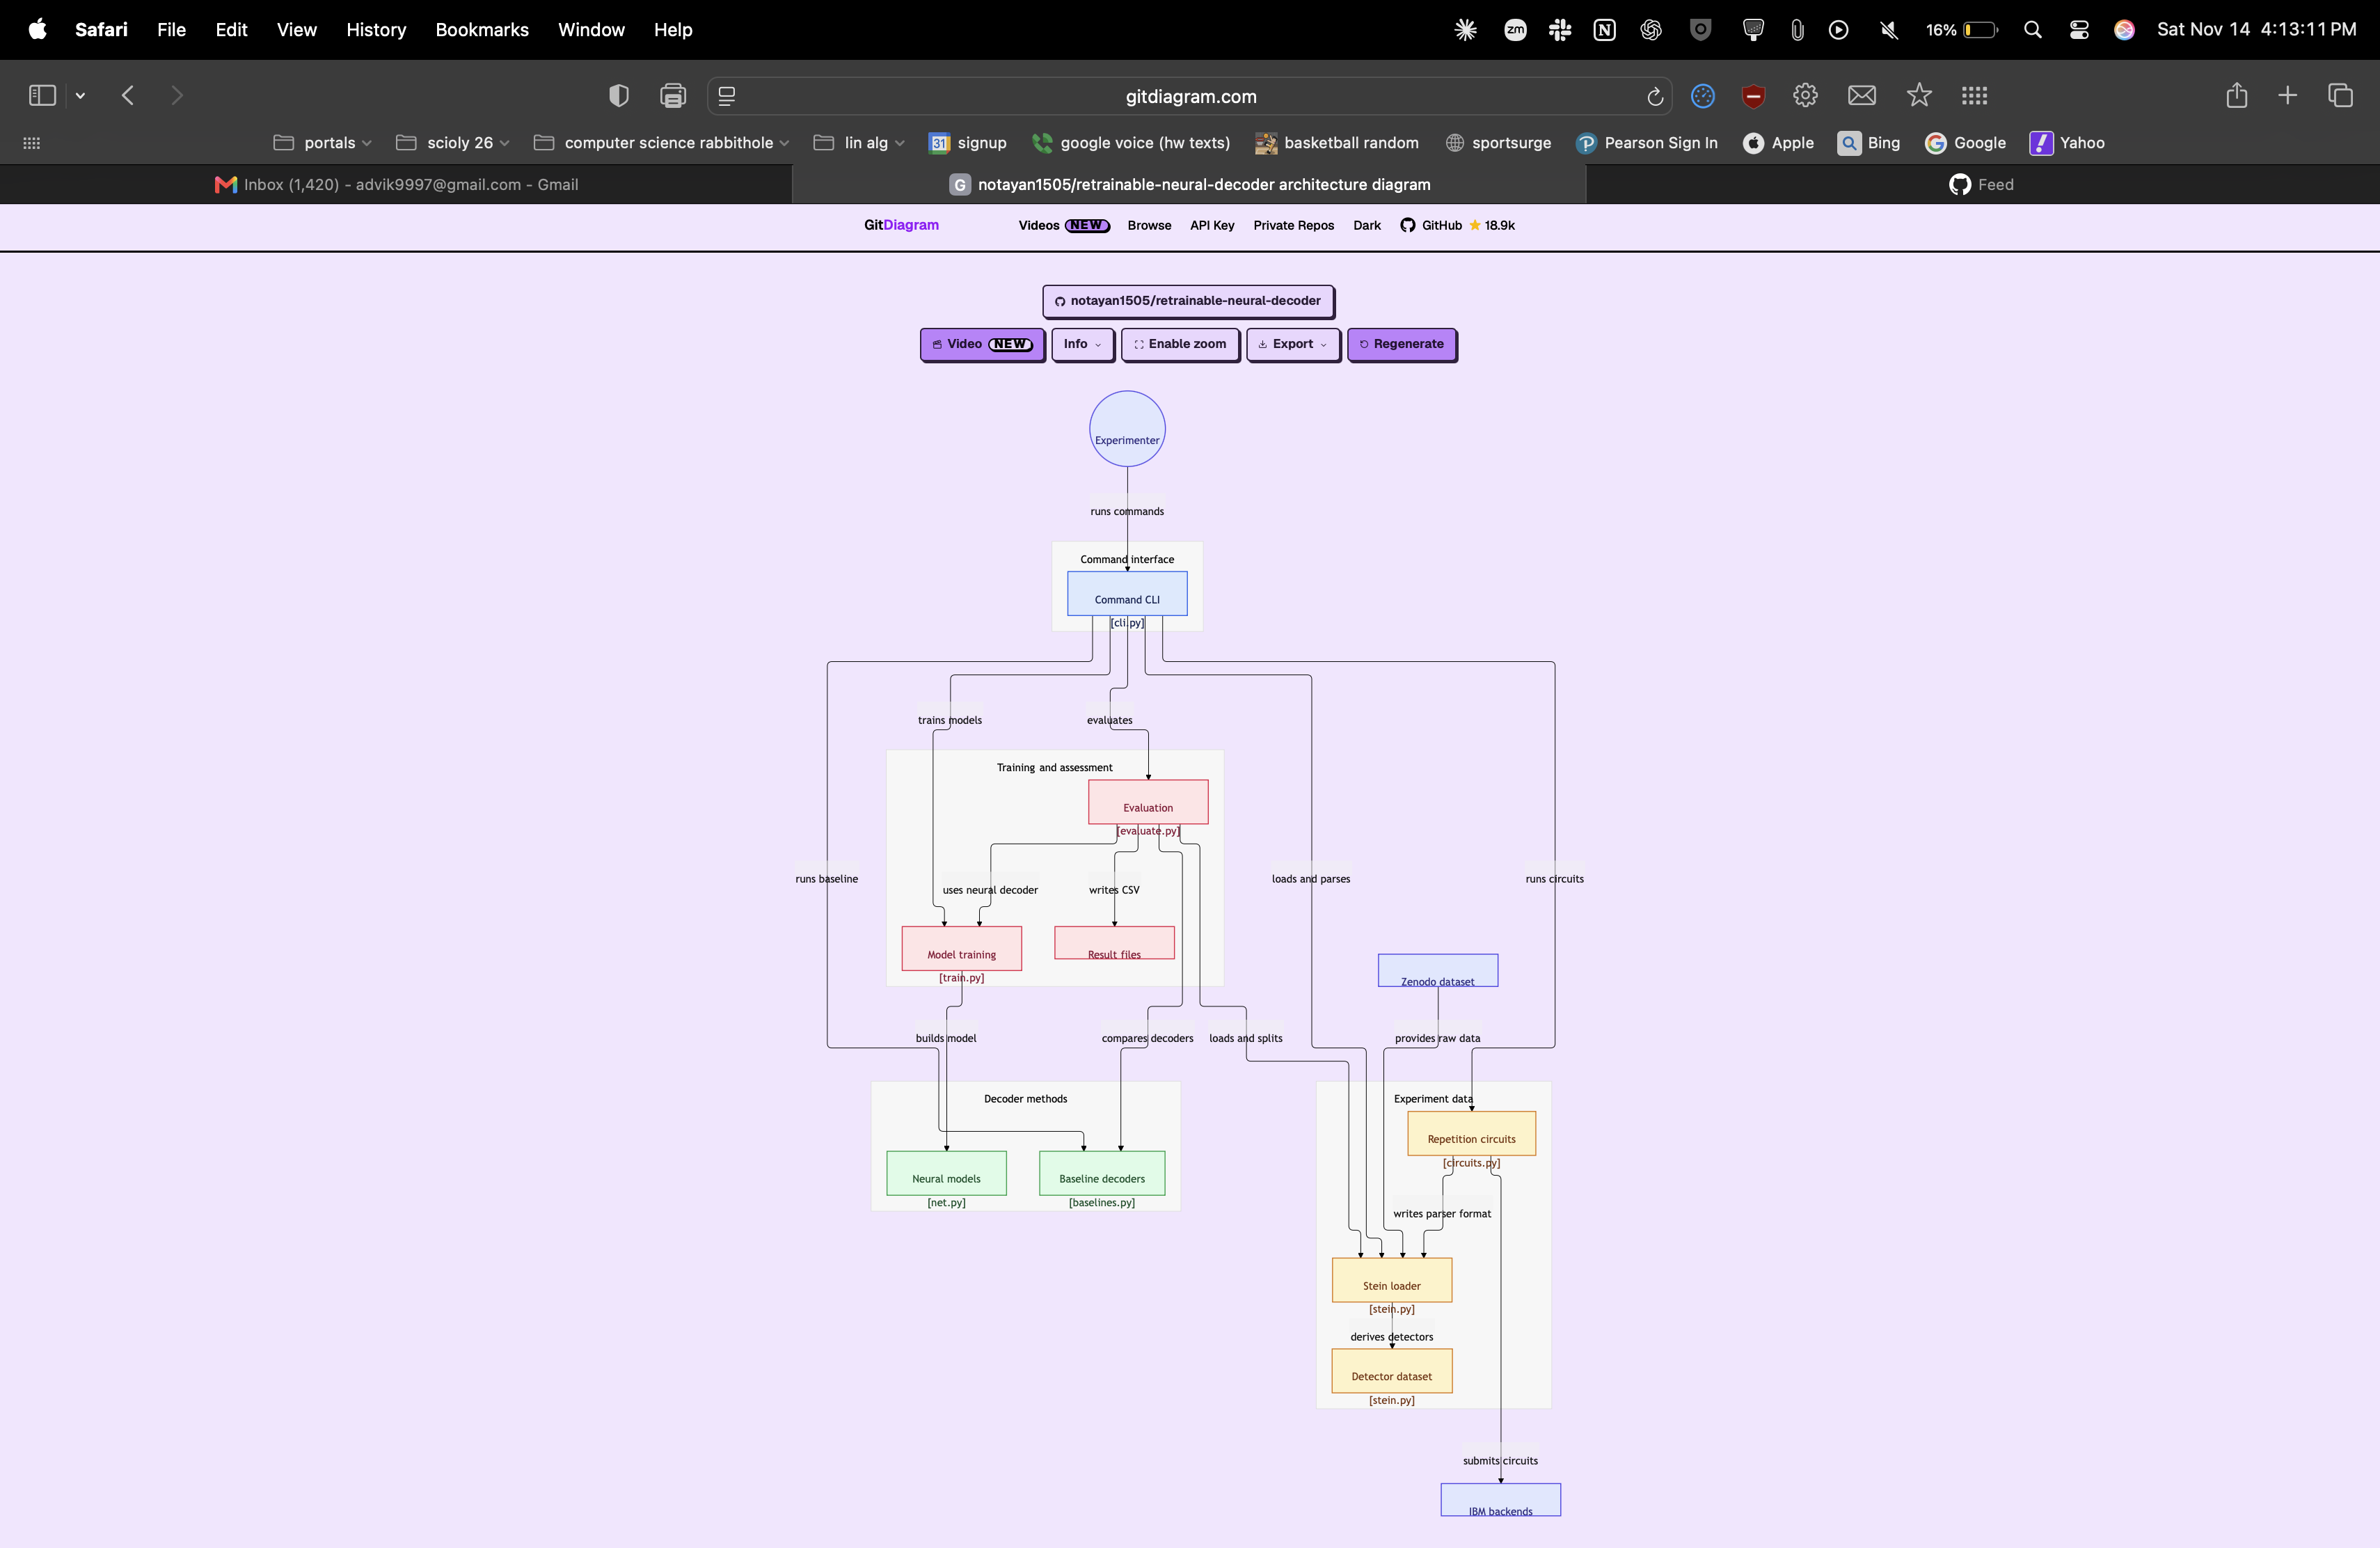 Safari File Edit View History Bookmarks Window Help zm 16% Sat Nov 14 4:13:11 PM
gitdiagram.com
portals scioly 26 computer science rabbithole lin alg 31 signup google voice (hw texts) basketball random sportsurge Pearson Sign In Apple Bing Google Yahoo
Inbox (1,420) - advik9997@gmail.com - Gmail G notayan1505/retrainable-neural-decoder architecture diagram Feed
GitDiagram Videos NEW Browse API Key Private Repos Dark GitHub 18.9k
notayan1505/retrainable-neural-decoder
Video NEW Info Enable zoom Export Regenerate
Experimenter
runs commands
Command interface
Command CLI
[cli.py]
trains models evaluates
Training and assessment
Evaluation
[evaluate.py]
runs baseline uses neural decoder writes CSV loads and parses runs circuits
Model training Result files
[train.py]
Zenodo dataset
builds model compares decoders loads and splits provides raw data
Decoder methods Experiment data
Repetition circuits
[circuits.py]
Neural models Baseline decoders
[net.py] [baselines.py]
writes parser format
Stein loader
[stein.py]
derives detectors
Detector dataset
[stein.py]
submits circuits
IBM backends